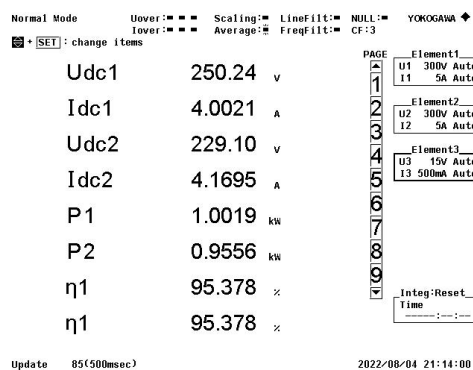 Normal Mode Uover: Scaling: LineFilt: NULL: YOKOGAWA
Iover: Average: FreqFilt: CF:3
+ SET : change items
PAGE
Element1
U1 300V Auto
I1 5A Auto
Element2
U2 300V Auto
I2 5A Auto
Element3
U3 15V Auto
I3 500mA Auto
1
2
3
4
5
6
7
8
9
Udc1 250.24 V
Idc1 4.0021 A
Udc2 229.10 V
Idc2 4.1695 A
P1 1.0019 kW
P2 0.9556 kW
η1 95.378 %
η1 95.378 %
Integ:Reset
Time
-----:--:--
Update 85(500msec) 2022/08/04 21:14:00